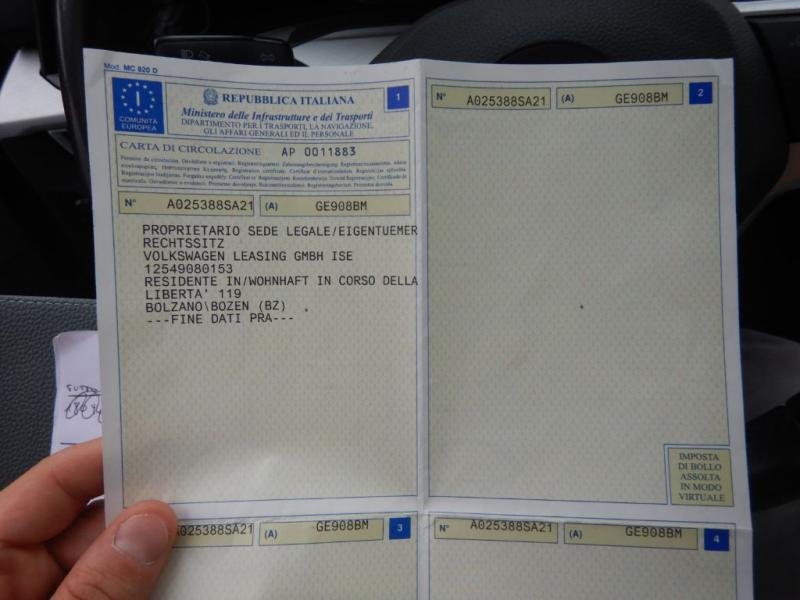 Mod. MC 820 D
COMUNITÀ
EUROPEA
REPUBBLICA ITALIANA
1
Ministero delle Infrastrutture e dei Trasporti
DIPARTIMENTO PER I TRASPORTI, LA NAVIGAZIONE,
GLI AFFARI GENERALI ED IL PERSONALE
CARTA DI CIRCOLAZIONE AP 0011883
N° A025388SA21 (A) GE908BM
PROPRIETARIO SEDE LEGALE/EIGENTUEMER
RECHTSSITZ
VOLKSWAGEN LEASING GMBH ISE
12549080153
RESIDENTE IN/WOHNHAFT IN CORSO DELLA
LIBERTA' 119
BOLZANO\BOZEN (BZ)
---FINE DATI PRA---
N° A025388SA21 (A) GE908BM 2
IMPOSTA
DI BOLLO
ASSOLTA
IN MODO
VIRTUALE
A025388SA21 (A) GE908BM 3
N° A025388SA21 (A) GE908BM 4